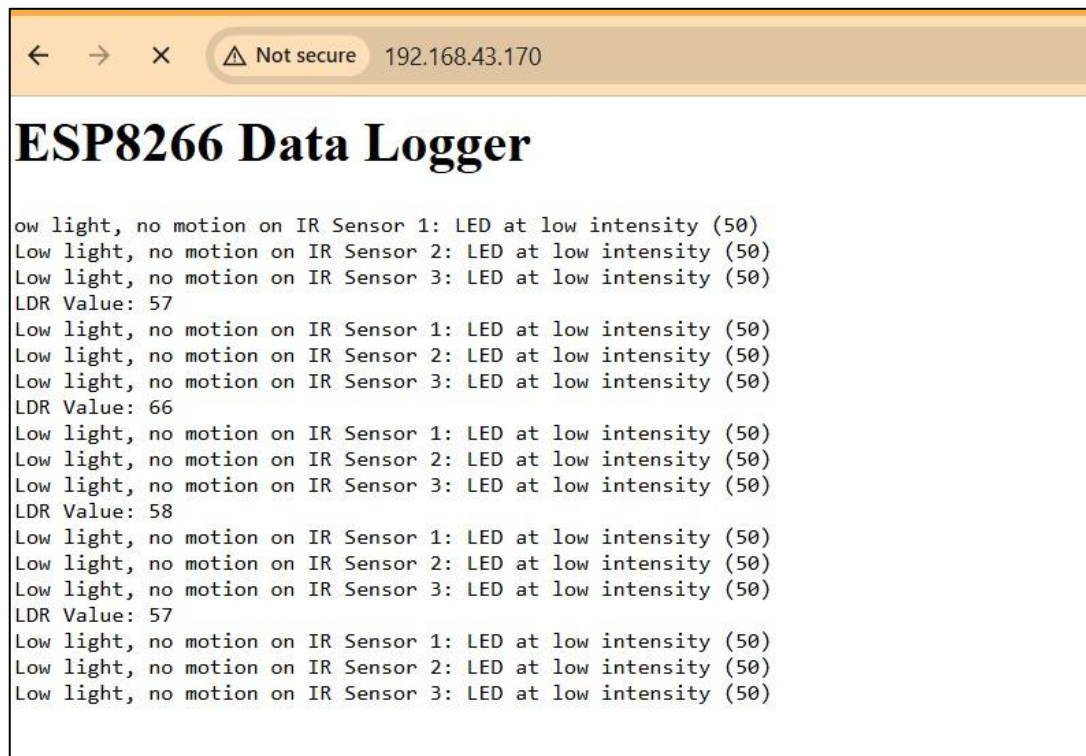 Not secure 192.168.43.170
ESP8266 Data Logger
ow light, no motion on IR Sensor 1: LED at low intensity (50)
Low light, no motion on IR Sensor 2: LED at low intensity (50)
Low light, no motion on IR Sensor 3: LED at low intensity (50)
LDR Value: 57
Low light, no motion on IR Sensor 1: LED at low intensity (50)
Low light, no motion on IR Sensor 2: LED at low intensity (50)
Low light, no motion on IR Sensor 3: LED at low intensity (50)
LDR Value: 66
Low light, no motion on IR Sensor 1: LED at low intensity (50)
Low light, no motion on IR Sensor 2: LED at low intensity (50)
Low light, no motion on IR Sensor 3: LED at low intensity (50)
LDR Value: 58
Low light, no motion on IR Sensor 1: LED at low intensity (50)
Low light, no motion on IR Sensor 2: LED at low intensity (50)
Low light, no motion on IR Sensor 3: LED at low intensity (50)
LDR Value: 57
Low light, no motion on IR Sensor 1: LED at low intensity (50)
Low light, no motion on IR Sensor 2: LED at low intensity (50)
Low light, no motion on IR Sensor 3: LED at low intensity (50)